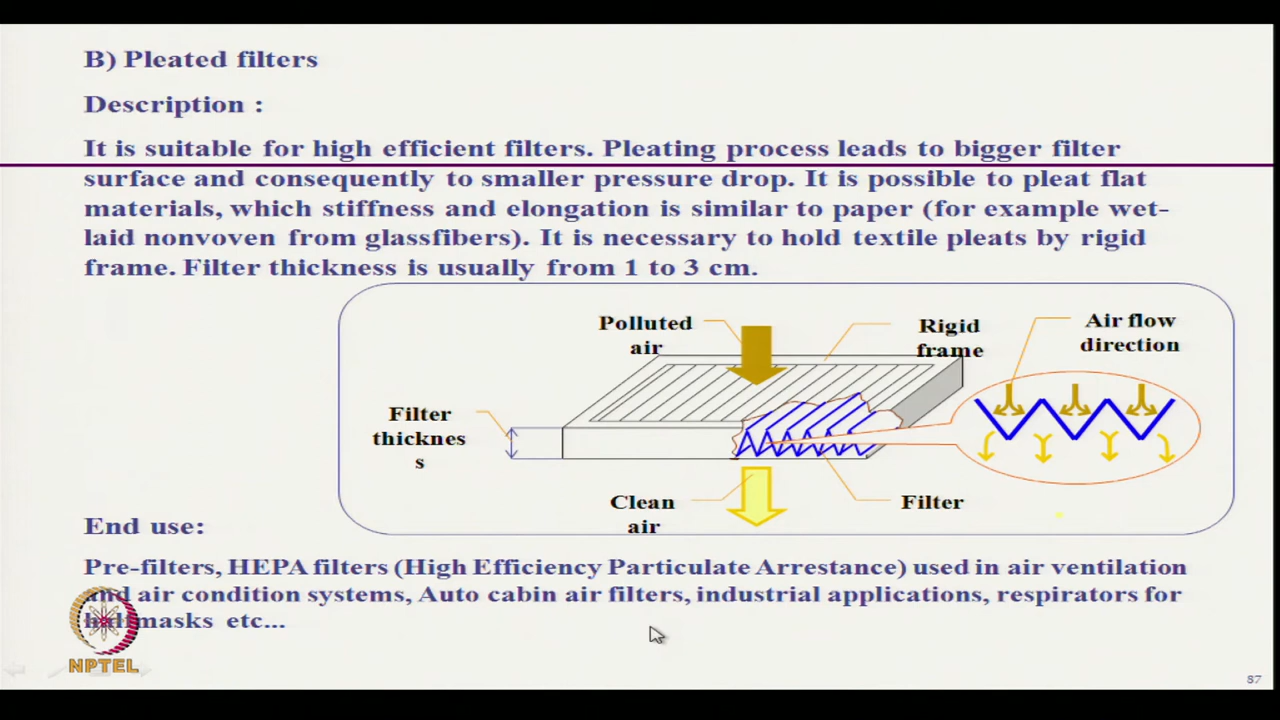 B) Pleated filters
Description :
It is suitable for high efficient filters. Pleating process leads to bigger filter
surface and consequently to smaller pressure drop. It is possible to pleat flat
materials, which stiffness and elongation is similar to paper (for example wet-
laid nonvoven from glassfibers). It is necessary to hold textile pleats by rigid
frame. Filter thickness is usually from 1 to 3 cm.
Polluted
air
Rigid
frame
Air flow
direction
Filter
thicknes
s
Clean
air
Filter
End use:
Pre-filters, HEPA filters (High Efficiency Particulate Arrestance) used in air ventilation
and air condition systems, Auto cabin air filters, industrial applications, respirators for
masks etc...
NPTEL
87